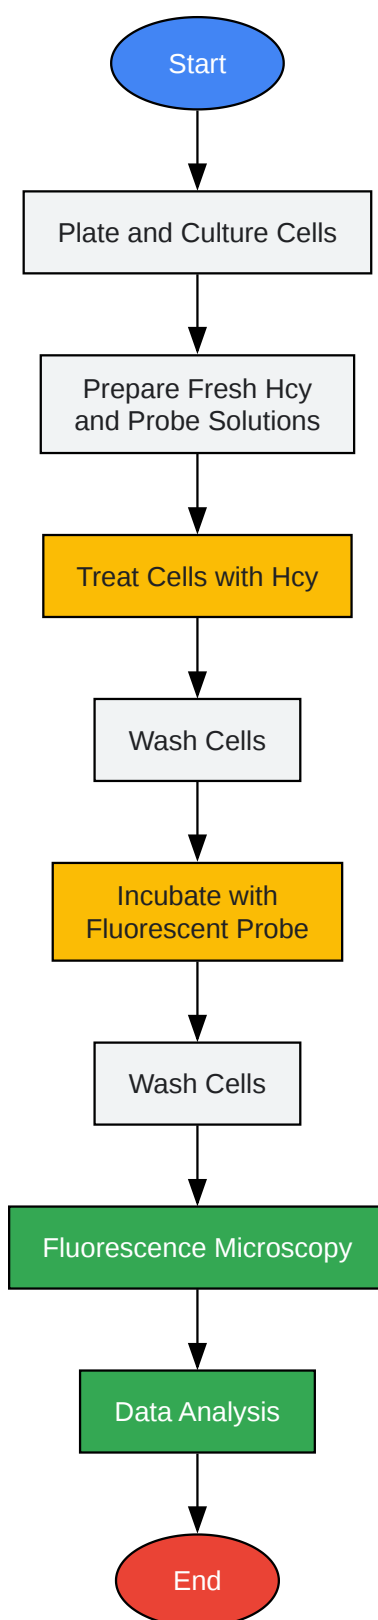 Start
Plate and Culture Cells
Prepare Fresh Hcy
and Probe Solutions
Treat Cells with Hcy
Wash Cells
Incubate with
Fluorescent Probe
Wash Cells
Fluorescence Microscopy
Data Analysis
End